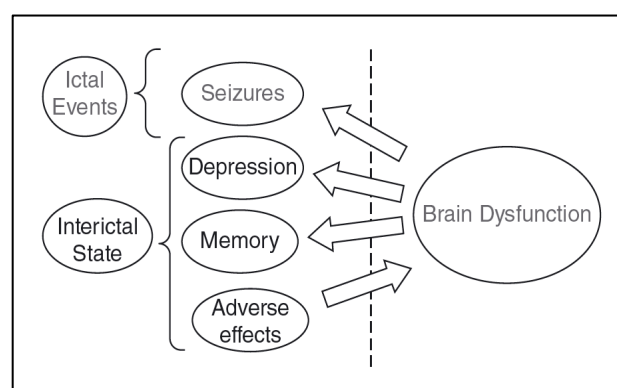 Ictal
Events
Seizures
Depression
Interictal
State
Memory
Adverse
effects
Brain Dysfunction